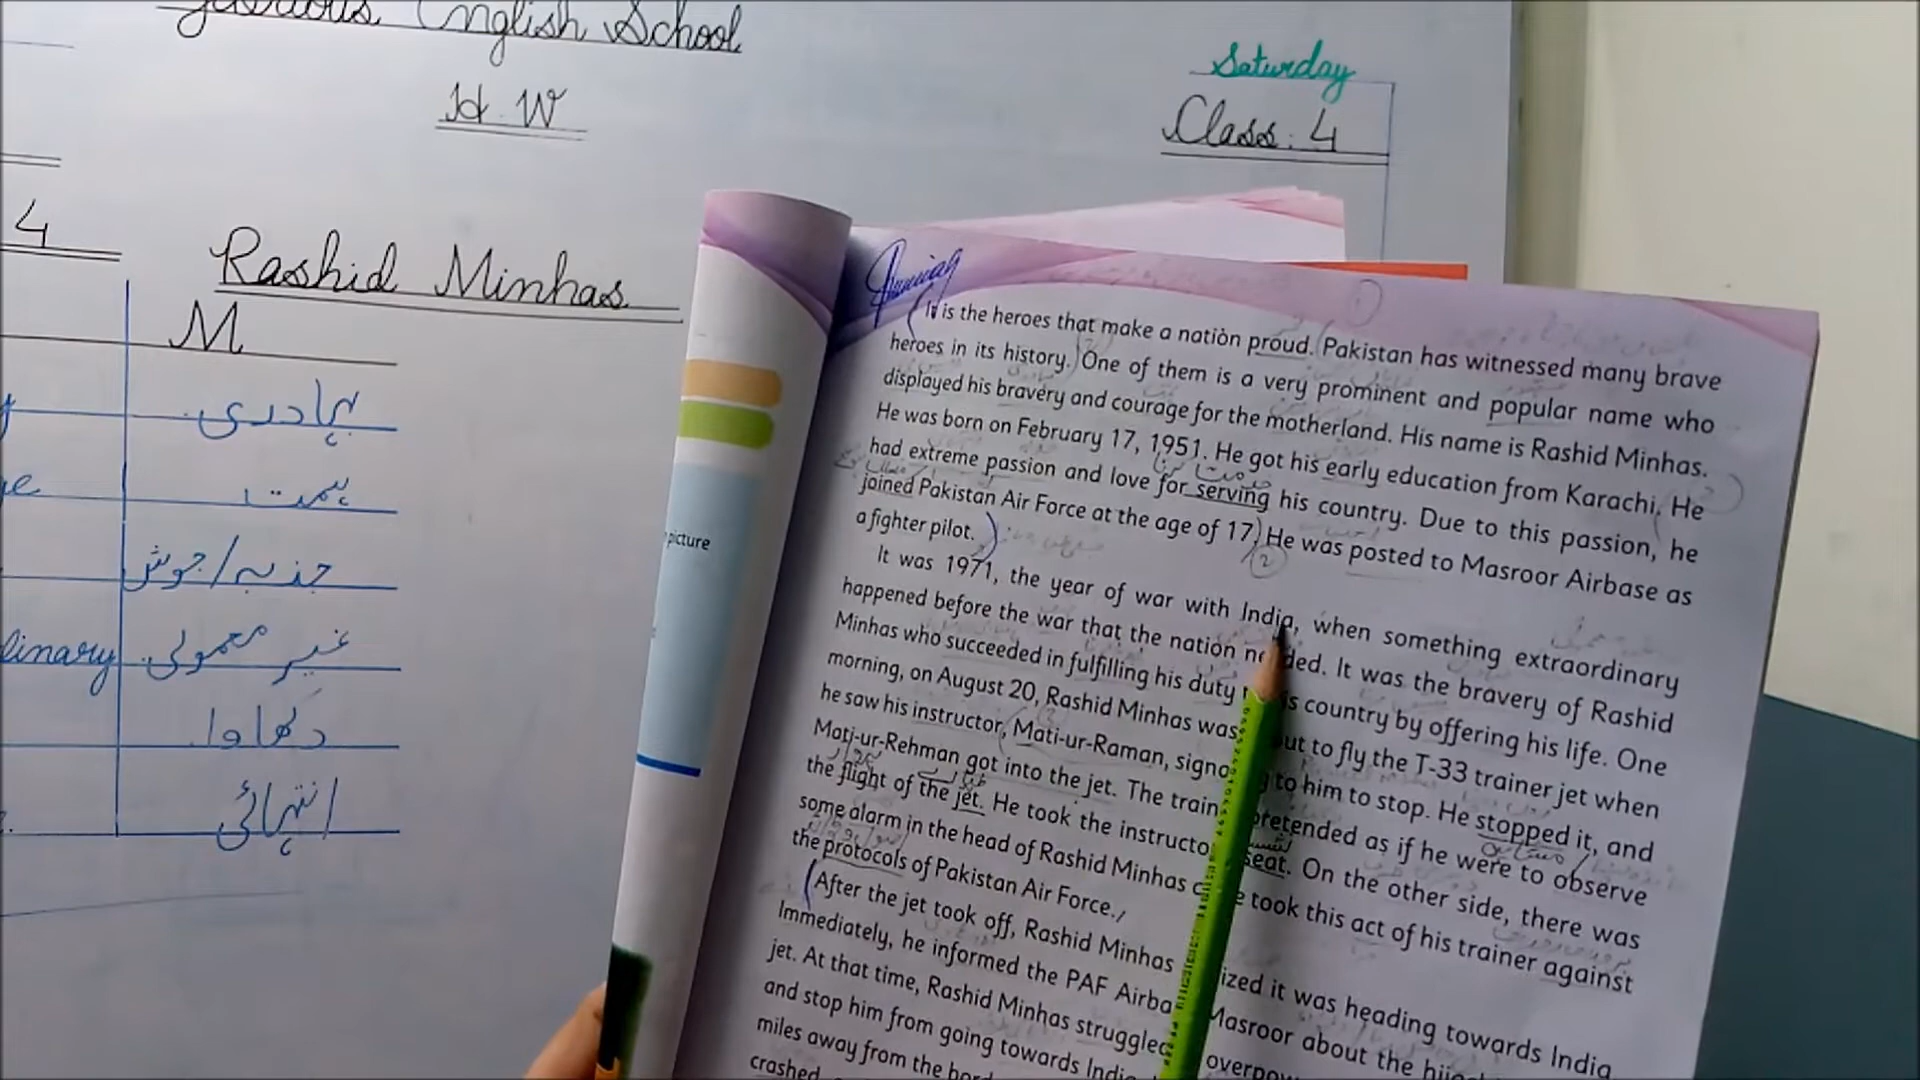 English School
H.W
Saturday
Class: 4
4
Rashid Minhas
M
بہادری
ہمت
جذبہ/جوش
غیر معمولی
دکھاوا
انتہائی
linary
picture
It is the heroes that make a nation proud. Pakistan has witnessed many brave
heroes in its history. One of them is a very prominent and popular name who
displayed his bravery and courage for the motherland. His name is Rashid Minhas.
He was born on February 17, 1951. He got his early education from Karachi. He
had extreme passion and love for serving his country. Due to this passion, he
joined Pakistan Air Force at the age of 17. He was posted to Masroor Airbase as
a fighter pilot.
2
It was 1971, the year of war with India, when something extraordinary
happened before the war that the nation needed. It was the bravery of Rashid
Minhas who succeeded in fulfilling his duty his country by offering his life. One
morning, on August 20, Rashid Minhas was out to fly the T-33 trainer jet when
he saw his instructor, Mati-ur-Raman, to him to stop. He stopped it, and
Mati-ur-Rehman got into the jet. The pretended as if he were to observe
the flight of the jet. He took the seat. On the other side, there was
some alarm in the head of Rashid Minhas took this act of his trainer against
the protocols of Pakistan Air Force.
After the jet took off, Rashid Minhas ized it was heading towards India
Immediately, he informed the PAF Masroor about the
jet. At that time, Rashid Minhas struggled
and stop him from going towards
miles away from the
crashed